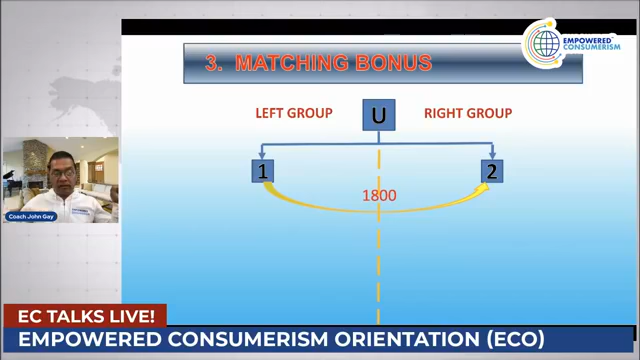 3. MATCHING BONUS
EMPOWERED
CONSUMERISM
LEFT GROUP
U
RIGHT GROUP
1
2
1800
Coach John Gay
EC TALKS LIVE!
EMPOWERED CONSUMERISM ORIENTATION (ECO)